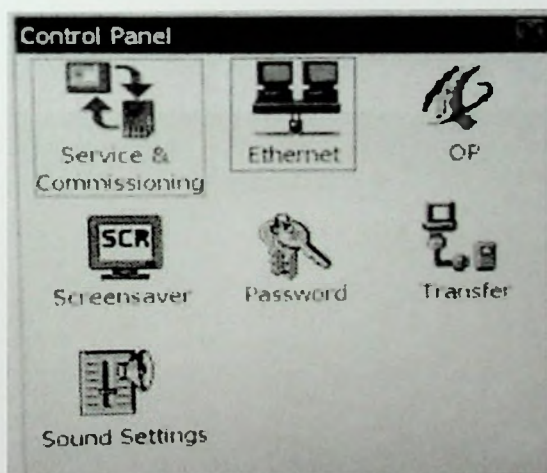 Control Panel
Service &
Commissioning
Ethernet
OP
SCR
Screensaver
Password
Transfer
Sound Settings